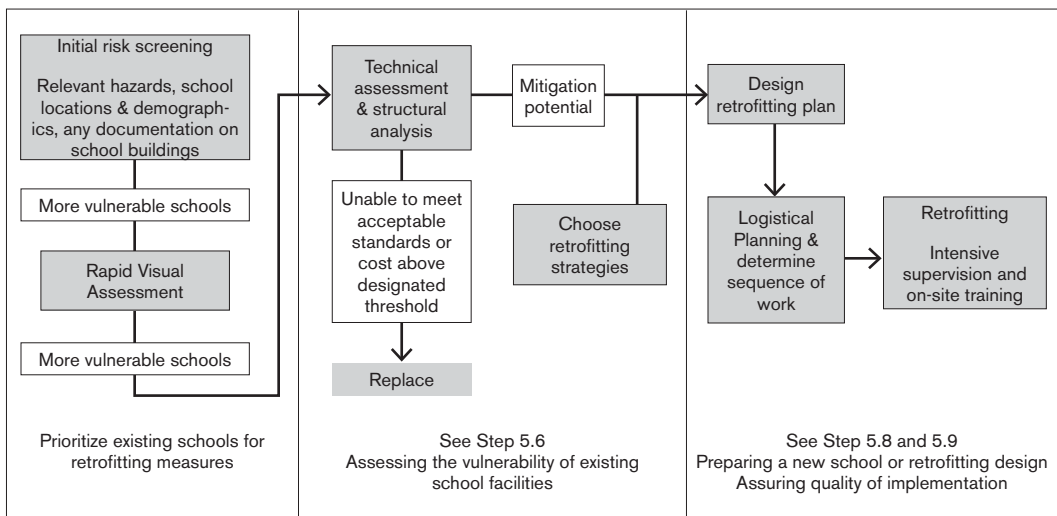 Initial risk screening
Relevant hazards, school
locations & demograph-
ics, any documentation on
school buildings
More vulnerable schools
Rapid Visual
Assessment
More vulnerable schools
Prioritize existing schools for
retrofitting measures
Technical
assessment
& structural
analysis
Mitigation
potential
Unable to meet
acceptable
standards or
cost above
designated
threshold
Choose
retrofitting
strategies
Replace
See Step 5.6
Assessing the vulnerability of existing
school facilities
Design
retrofitting plan
Logistical
Planning &
determine
sequence of
work
Retrofitting
Intensive
supervision and
on-site training
See Step 5.8 and 5.9
Preparing a new school or retrofitting design
Assuring quality of implementation